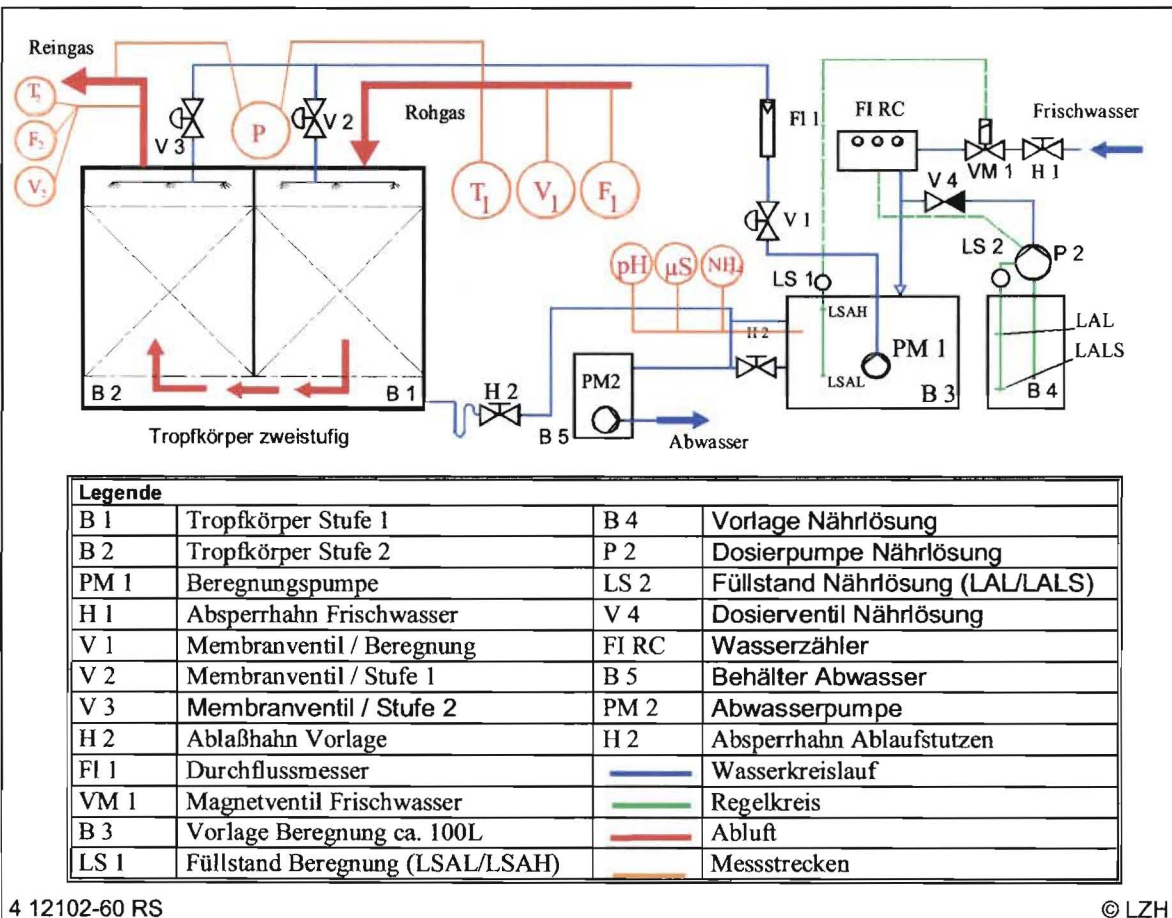 Reingas
T2
F2
V2
V 3
P
V 2
Rohgas
T1
V1
F1
Fl 1
V 1
FI RC
VM 1
H 1
Frischwasser
V 4
LS 2
P 2
LAL
LALS
B 4
pH
µS
NH4
LS 1
LSAH
LSAL
H 2
PM 1
B 3
B 2
B 1
H 2
PM2
B 5
Abwasser
Tropfkörper zweistufig
Legende
B 1 Tropfkörper Stufe 1 B 4 Vorlage Nährlösung
B 2 Tropfkörper Stufe 2 P 2 Dosierpumpe Nährlösung
PM 1 Beregnungspumpe LS 2 Füllstand Nährlösung (LAL/LALS)
H 1 Absperrhahn Frischwasser V 4 Dosierventil Nährlösung
V 1 Membranventil / Beregnung FI RC Wasserzähler
V 2 Membranventil / Stufe 1 B 5 Behälter Abwasser
V 3 Membranventil / Stufe 2 PM 2 Abwasserpumpe
H 2 Ablaßhahn Vorlage H 2 Absperrhahn Ablaufstutzen
Fl 1 Durchflussmesser Wasserkreislauf
VM 1 Magnetventil Frischwasser Regelkreis
B 3 Vorlage Beregnung ca. 100L Abluft
LS 1 Füllstand Beregnung (LSAL/LSAH) Messstrecken
4 12102-60 RS © LZH